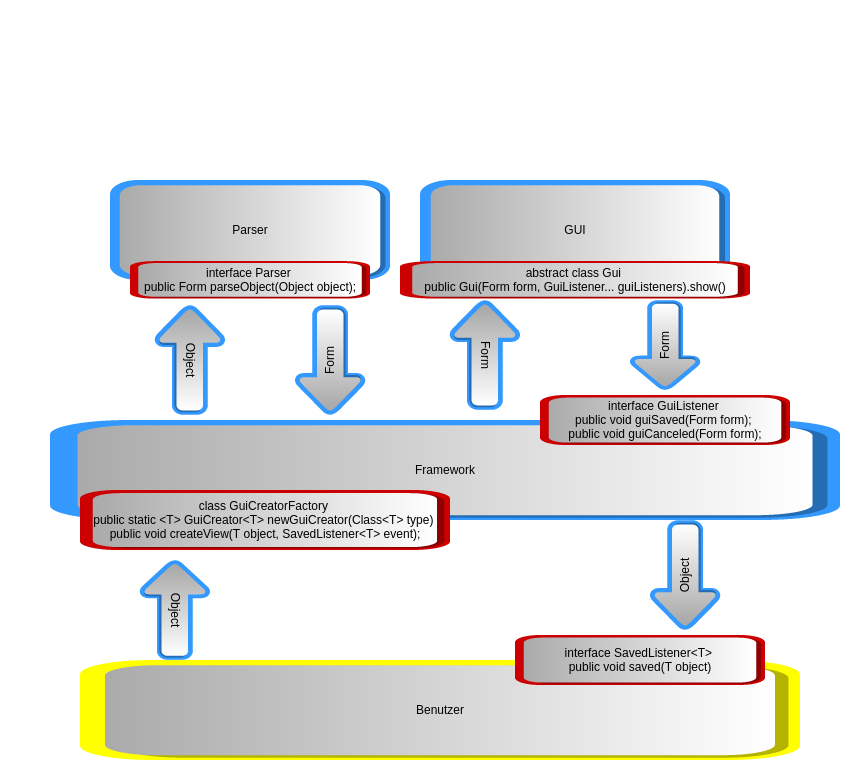 Parser
GUI
interface Parser
public Form parseObject(Object object);
abstract class Gui
public Gui(Form form, GuiListener... guiListeners).show()
Object
Form
Form
Form
interface GuiListener
public void guiSaved(Form form);
public void guiCanceled(Form form);
Framework
class GuiCreatorFactory
public static <T> GuiCreator<T> newGuiCreator(Class<T> type)
public void createView(T object, SavedListener<T> event);
Object
Object
interface SavedListener<T>
public void saved(T object)
Benutzer